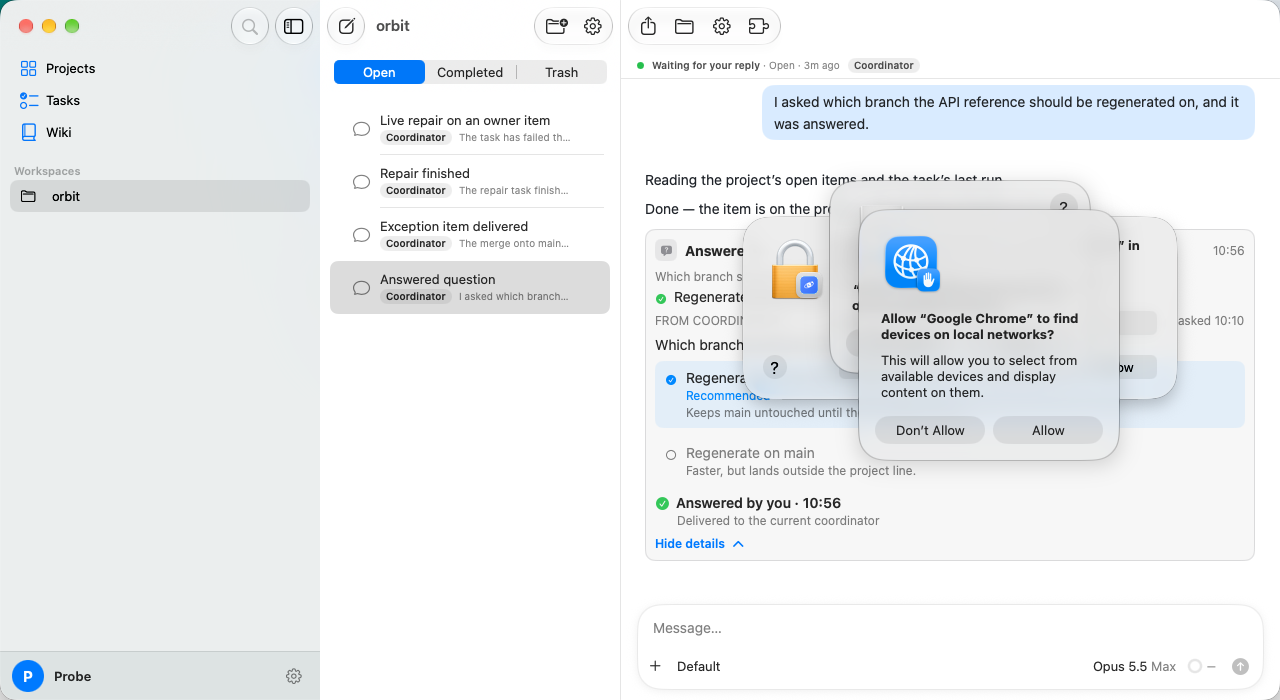 Projects
Tasks
Wiki
Workspaces
orbit
Probe
P
orbit
Open
Completed
Trash
Live repair on an owner item
Coordinator The task has failed th...
Repair finished
Coordinator The repair task finish...
Exception item delivered
Coordinator The merge onto main...
Answered question
Coordinator I asked which branch...
Waiting for your reply · Open · 3m ago Coordinator
I asked which branch the API reference should be regenerated on, and it
was answered.
Reading the project's open items and the task's last run
Done — the item is on the
10:56
Which branch
FROM
asked 10:10
Which branch
Recommended
Keeps main untouched until
Regenerate on main
Faster, but lands outside the project line.
Answered by you · 10:56
Delivered to the current coordinator
Hide details
?
?
” in
Allow “Google Chrome” to find
devices on local networks?
This will allow you to select from
available devices and display
content on them.
Don't Allow
Allow
Message...
+ Default
Opus 5.5 Max